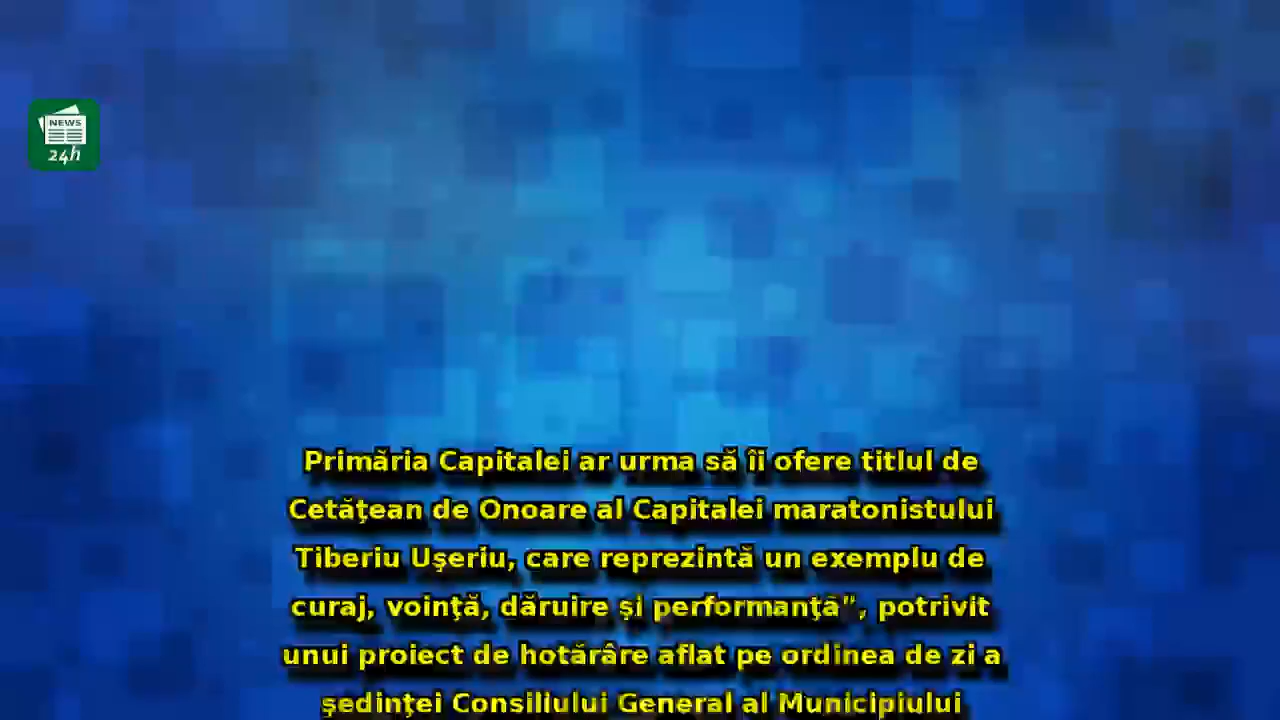 NEWS
24h
Primăria Capitalei ar urma să îi ofere titlul de
Cetăţean de Onoare al Capitalei maratonistului
Tiberiu Uşeriu, care reprezintă un exemplu de
curaj, voinţă, dăruire şi performanţă”, potrivit
unui proiect de hotărâre aflat pe ordinea de zi a
şedinţei Consiliului General al Municipiului